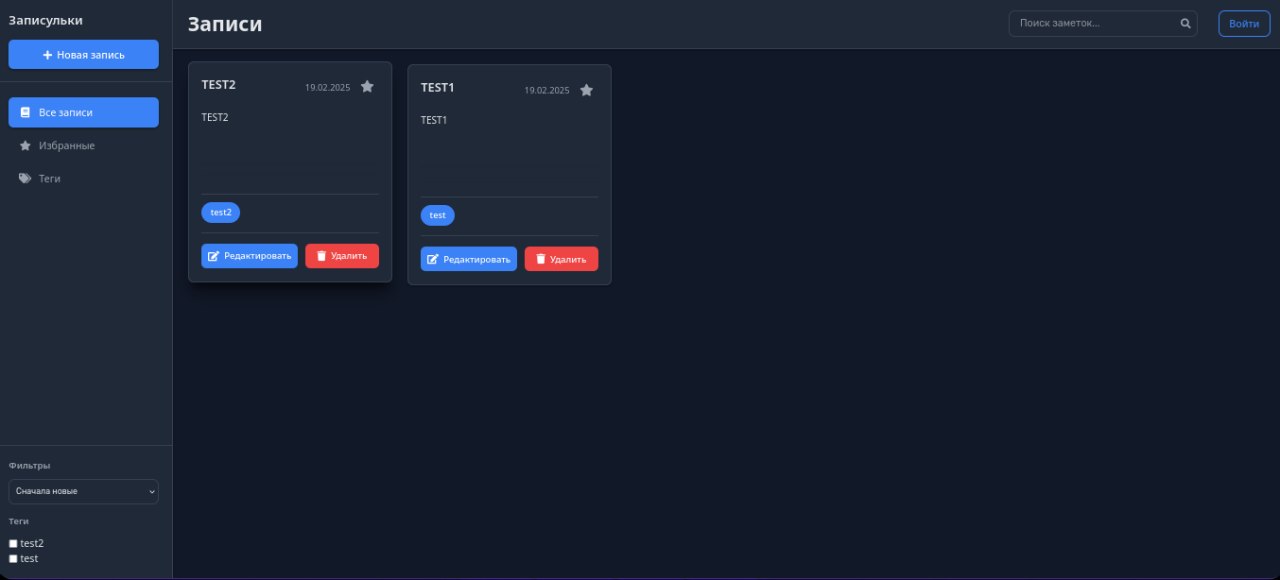 Записульки
Новая запись
Все записи
Избранные
Теги
Фильтры
Сначала новые
Теги
test2
test
Записи
Поиск заметок...
Войти
TEST2
19.02.2025
TEST2
test2
Редактировать
Удалить
TEST1
19.02.2025
TEST1
test
Редактировать
Удалить